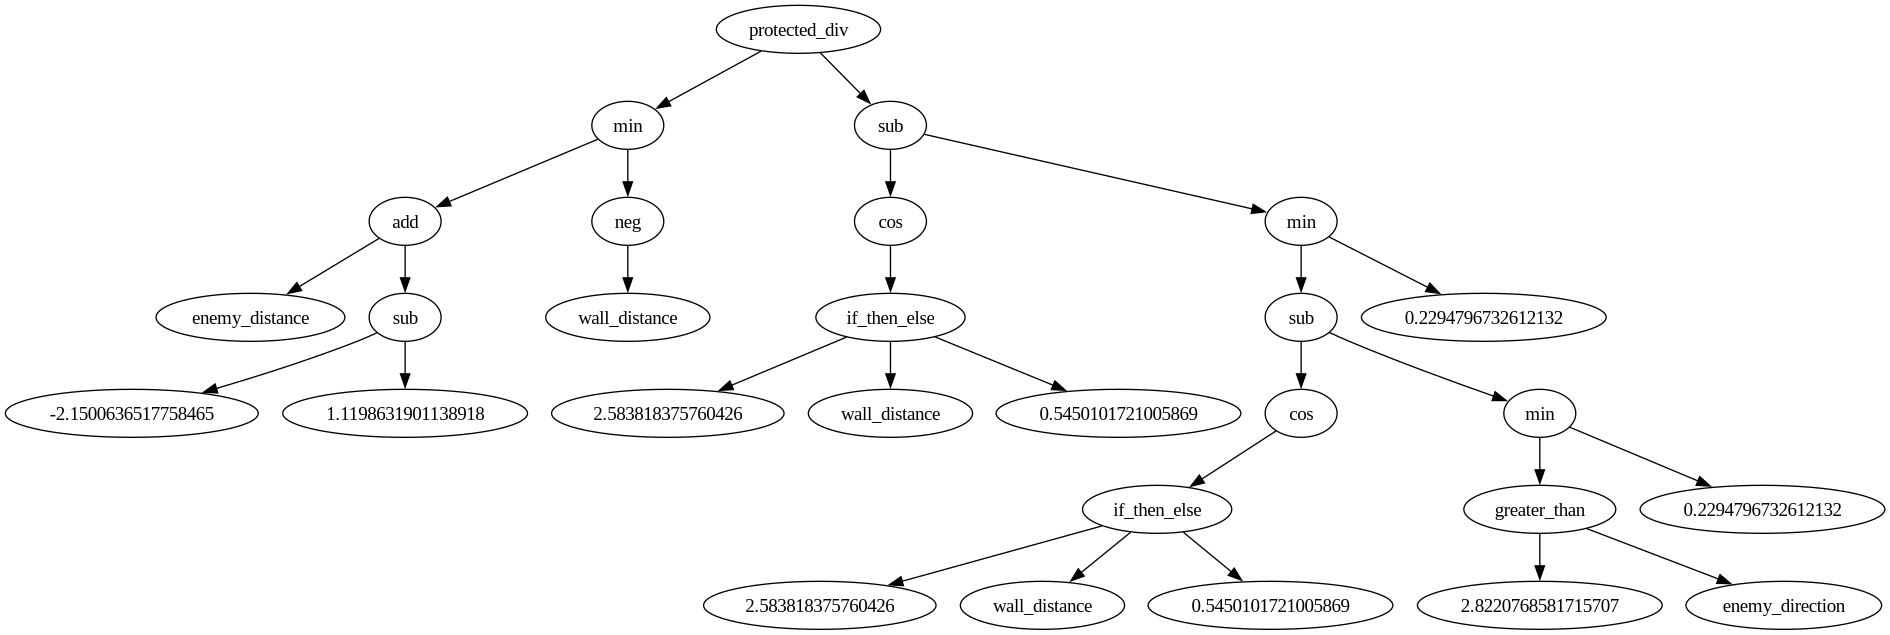 protected_div
min
sub
add
neg
cos
min
enemy_distance
sub
wall_distance
if_then_else
sub
0.2294796732612132
-2.1500636517758465
1.1198631901138918
2.583818375760426
wall_distance
0.5450101721005869
cos
min
if_then_else
greater_than
0.2294796732612132
2.583818375760426
wall_distance
0.5450101721005869
2.8220768581715707
enemy_direction